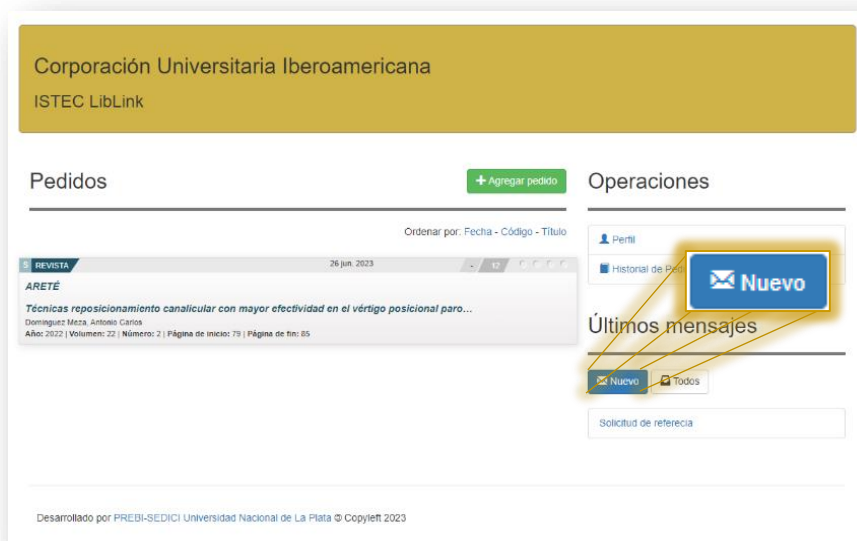 Corporación Universitaria Iberoamericana
ISTEC LibLink
Pedidos
Agregar pedido
Ordenar por: Fecha - Código - Título
S REVISTA
26 jun. 2023
12
ARETÉ
Técnicas reposicionamiento canalicular con mayor efectividad en el vértigo posicional paro...
Dominguez Meza, Antonio Carlos
Año: 2022 | Volumen: 22 | Número: 2 | Página de inicio: 79 | Página de fin: 85
Operaciones
Perfil
Historial de
Nuevo
Últimos mensajes
Nuevo
Todos
Solicitud de referecia
Desarrollado por PREBI-SEDICI Universidad Nacional de La Plata © Copyleft 2023